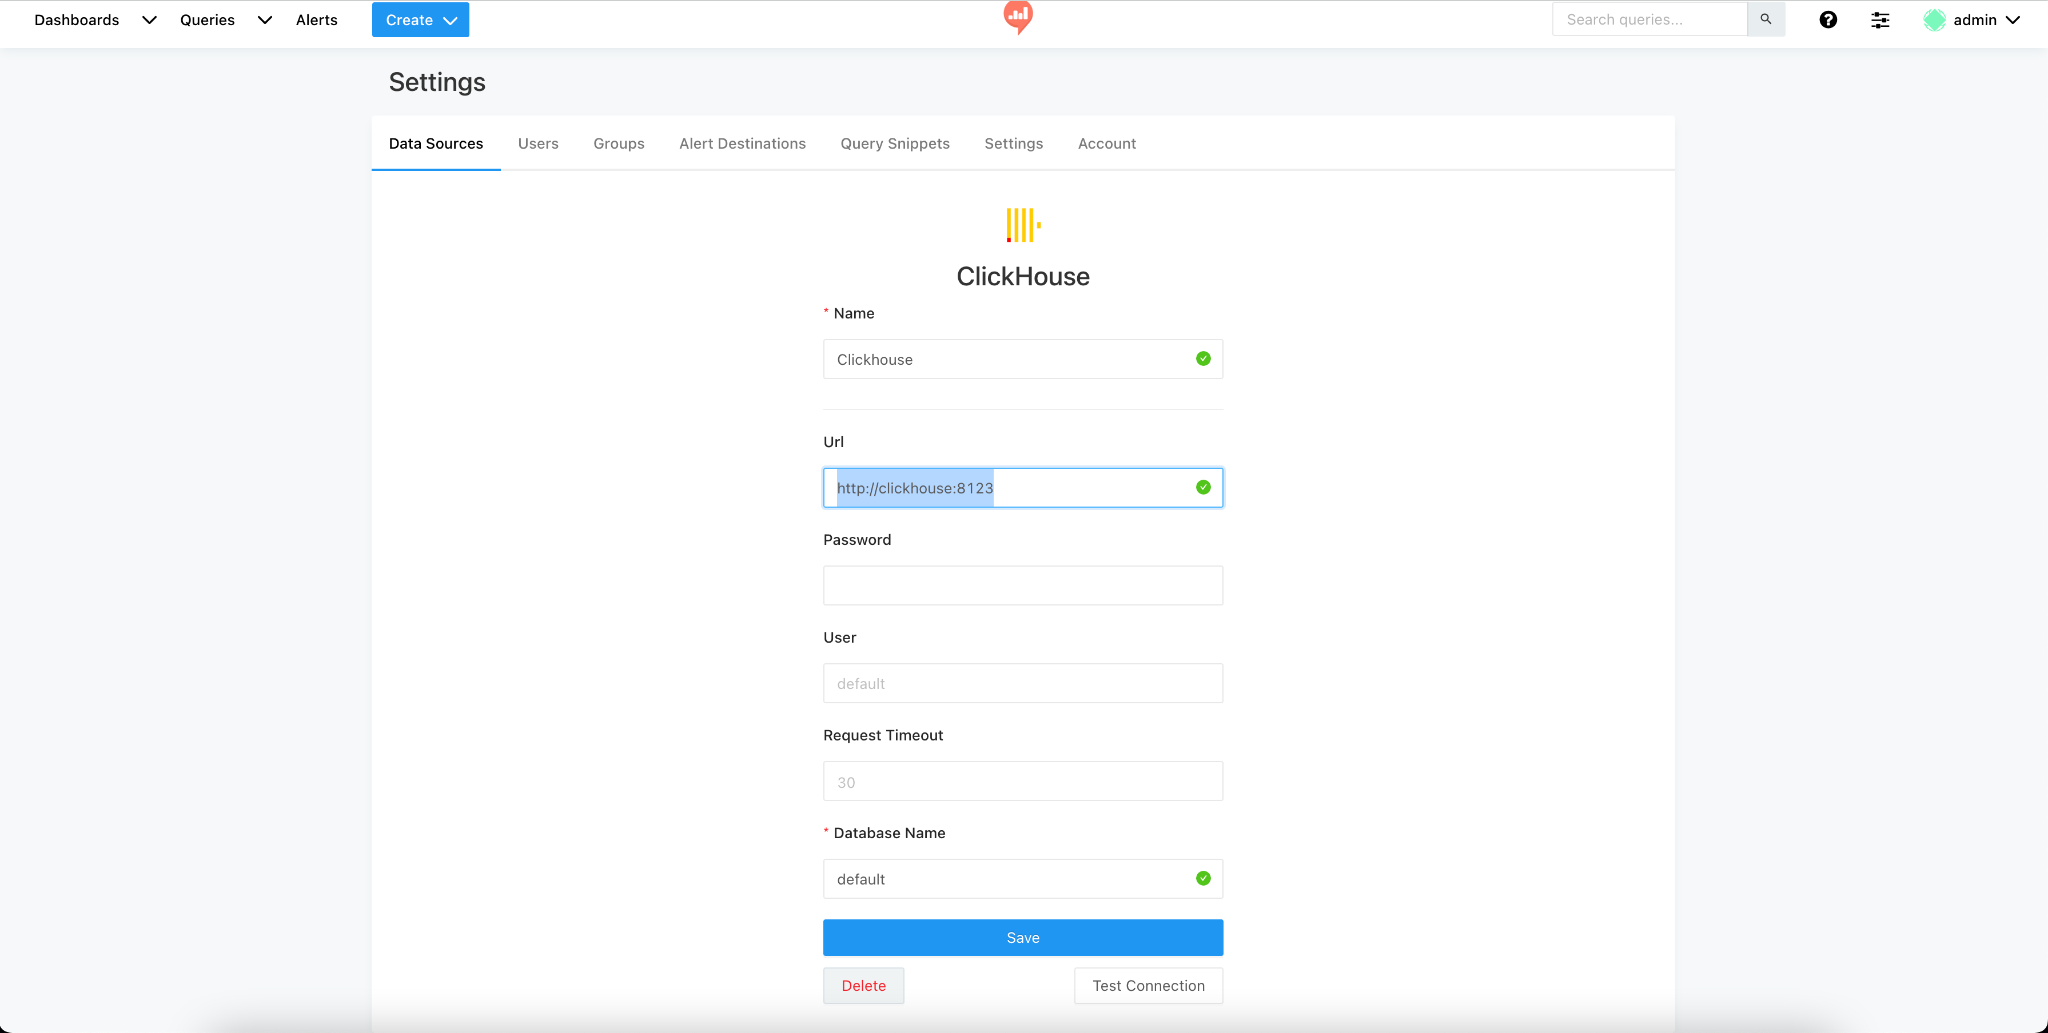 Dashboards Queries Alerts Create Search queries... admin
Settings
Data Sources Users Groups Alert Destinations Query Snippets Settings Account
ClickHouse
* Name
Clickhouse
Url
http://clickhouse:8123
Password
User
default
Request Timeout
30
* Database Name
default
Save
Delete Test Connection